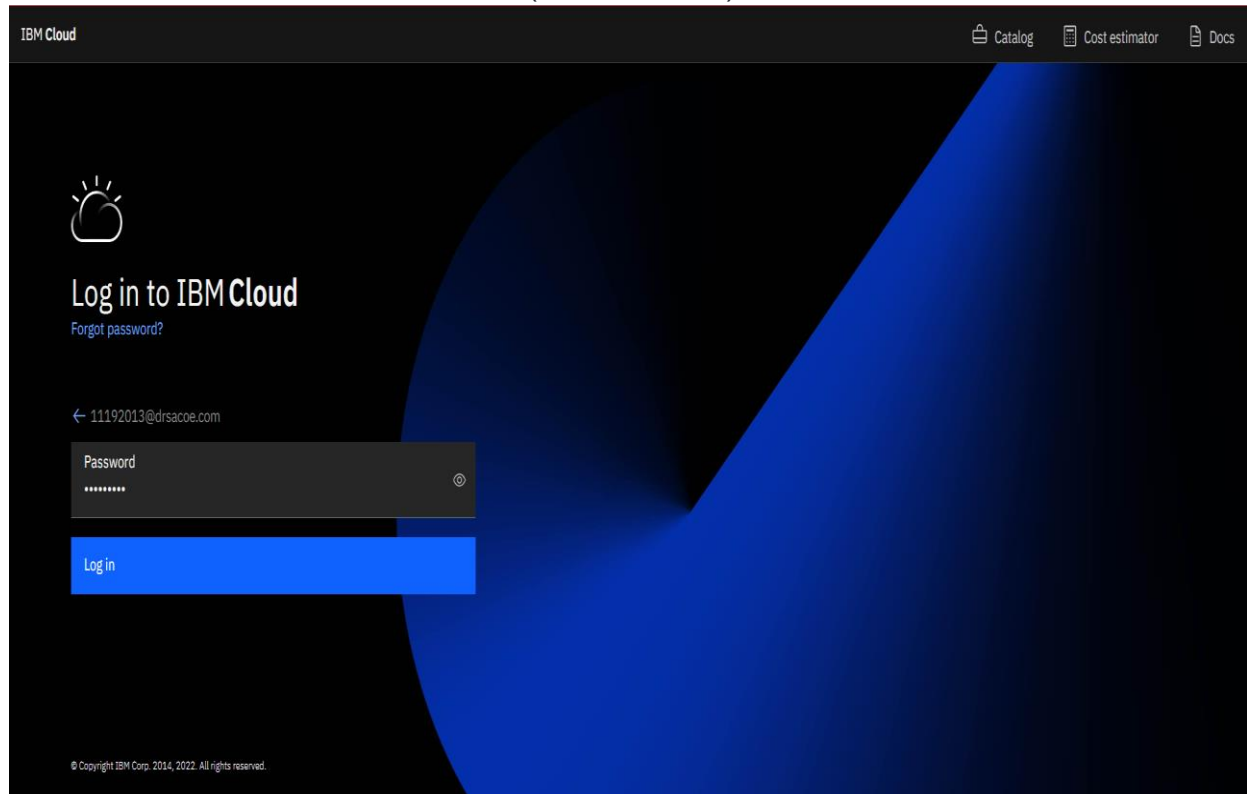 IBM Cloud
Catalog
Cost estimator
Docs
Log in to IBM Cloud
Forgot password?
← 11192013@drsacoe.com
Password
•••••••••
Log in
© Copyright IBM Corp. 2014, 2022. All rights reserved.